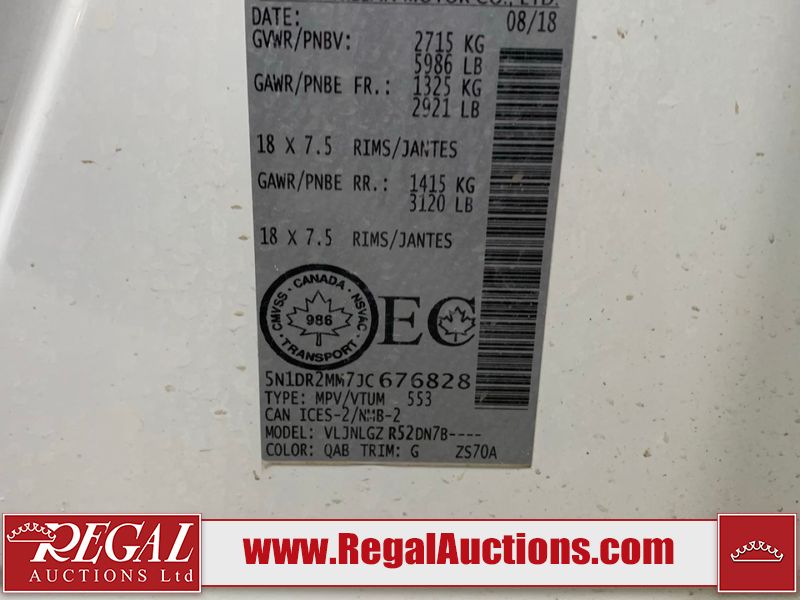 MOTOR CO., LTD.
DATE: 08/18
GVWR/PNBV: 2715 KG
5986 LB
GAWR/PNBE FR.: 1325 KG
2921 LB
18 X 7.5 RIMS/JANTES
GAWR/PNBE RR.: 1415 KG
3120 LB
18 X 7.5 RIMS/JANTES
CANADA · NSVAC · TRANSPORT · CMVSS ·
986
EC
5N1DR2MM7JC676828
TYPE: MPV/VTUM 553
CAN ICES-2/NMB-2
MODEL: VLJNLGZ R52DN7B----
COLOR: QAB TRIM: G ZS70A
REGAL
AUCTIONS Ltd
www.RegalAuctions.com